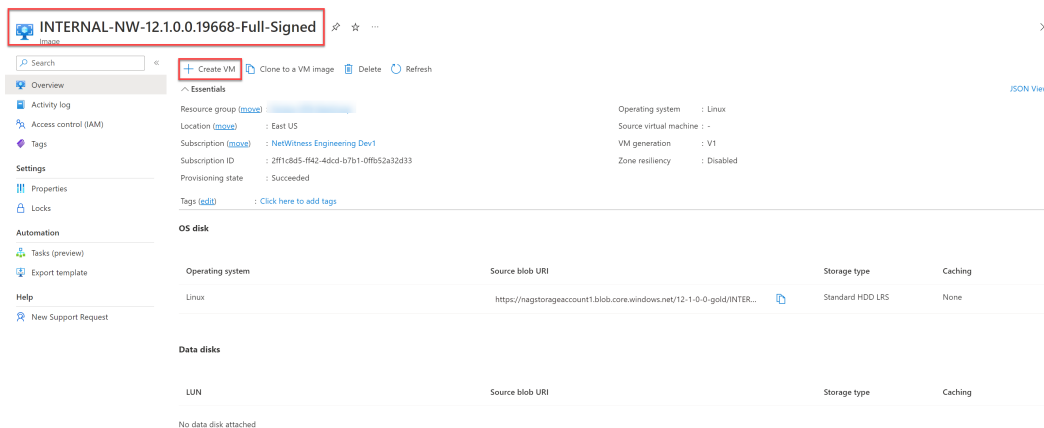 INTERNAL-NW-12.1.0.0.19668-Full-Signed ...
Image
Search «
Create VM Clone to a VM image Delete Refresh
Overview
Essentials JSON View
Activity log
Resource group (move) : Operating system : Linux
Access control (IAM)
Location (move) : East US Source virtual machine : -
Tags
Subscription (move) : NetWitness Engineering Dev1 VM generation : V1
Subscription ID : 2ff1c8d5-ff42-4dcd-b7b1-0ffb52a32d33 Zone resiliency : Disabled
Settings
Provisioning state : Succeeded
Properties
Tags (edit) : Click here to add tags
Locks
OS disk
Automation
Tasks (preview)
Export template
Operating system Source blob URI Storage type Caching
Help
Linux https://nagstorageaccount1.blob.core.windows.net/12-1-0-0-gold/INTER... Standard HDD LRS None
New Support Request
Data disks
LUN Source blob URI Storage type Caching
No data disk attached